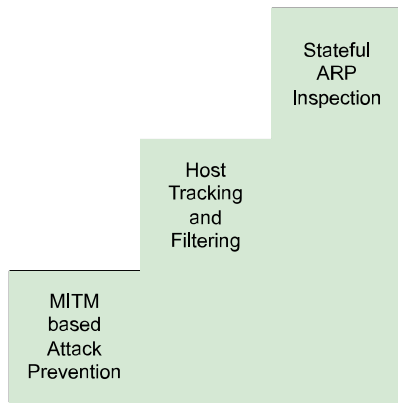 Stateful
ARP
Inspection
Host
Tracking
and
Filtering
MITM
based
Attack
Prevention